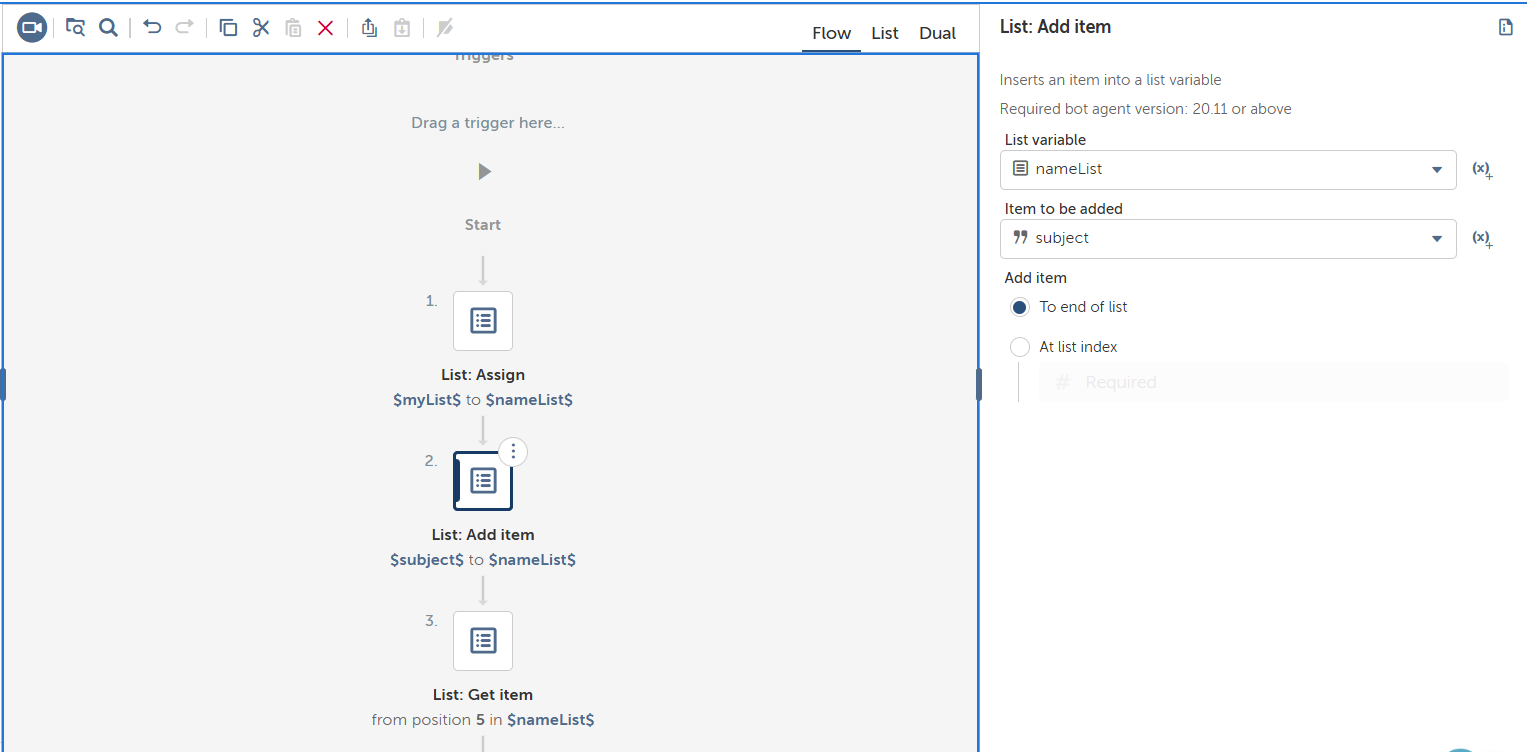 Flow List Dual
Triggers
Drag a trigger here...
Start
1.
List: Assign
$myList$ to $nameList$
2.
List: Add item
$subject$ to $nameList$
3.
List: Get item
from position 5 in $nameList$
List: Add item
Inserts an item into a list variable
Required bot agent version: 20.11 or above
List variable
nameList
(x)+
Item to be added
subject
(x)+
Add item
To end of list
At list index
# Required